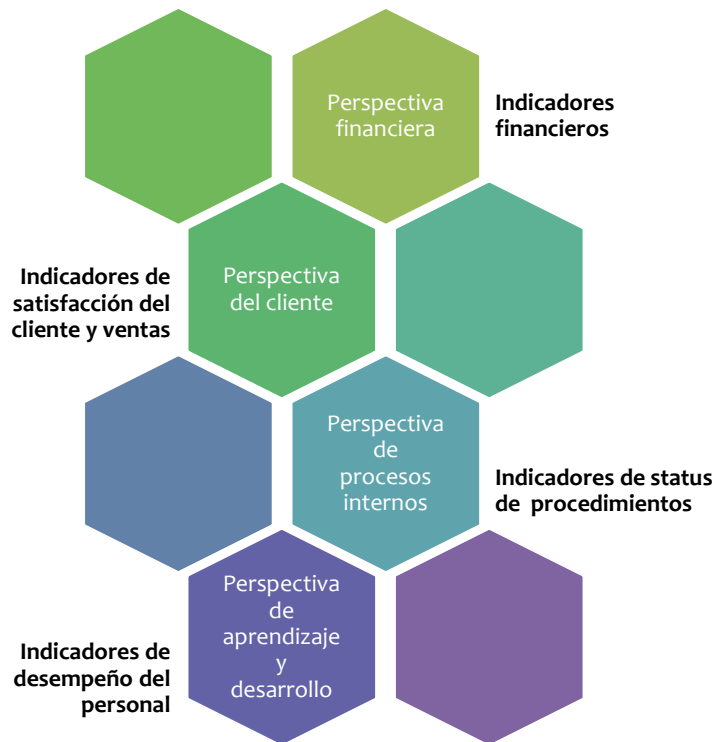 Perspectiva
financiera
Indicadores
financieros
Indicadores de
satisfacción del
cliente y ventas
Perspectiva
del cliente
Perspectiva
de
procesos
internos
Indicadores de status
de  procedimientos
Perspectiva
de
aprendizaje
y
desarrollo
Indicadores de
desempeño del
personal